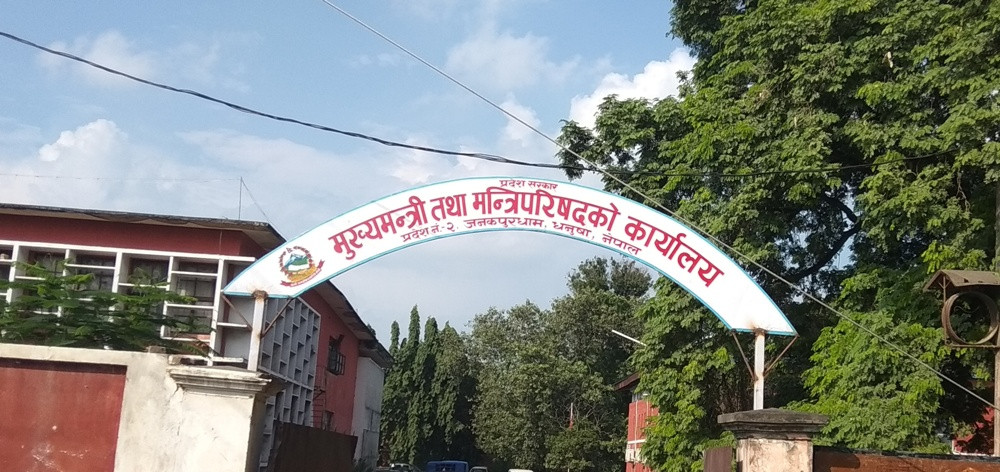 प्रदेश सरकार
मुख्यमन्त्री तथा मन्त्रिपरिषदको कार्यालय
प्रदेश नं.-२, जनकपुरधाम, धनुषा, नेपाल